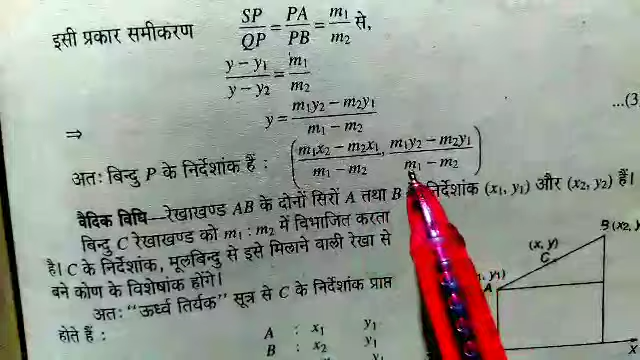 इसी प्रकार समीकरण SP/QP = PA/PB = m₁/m₂ से,
(y − y₁)/(y − y₂) = m₁/m₂
⇒ y = (m₁y₂ − m₂y₁)/(m₁ − m₂) ...(3
अतः बिन्दु P के निर्देशांक हैं : ((m₁x₂ − m₂x₁)/(m₁ − m₂), (m₁y₂ − m₂y₁)/(m₁ − m₂))
वैदिक विधि—रेखाखण्ड AB के दोनों सिरों A तथा B निर्देशांक (x₁, y₁) और (x₂, y₂) हैं।
बिन्दु C रेखाखण्ड को m₁ : m₂ में विभाजित करता
है। C के निर्देशांक, मूलबिन्दु से इसे मिलाने वाली रेखा से
बने कोण के विशेषांक होंगे।
अतः "ऊर्ध्व तिर्यक" सूत्र से C के निर्देशांक प्राप्त
होते हैं :
A : x₁ y₁
B : x₂ y₂
B (x₂, y
(x, y)
C
, y₁)
A
X